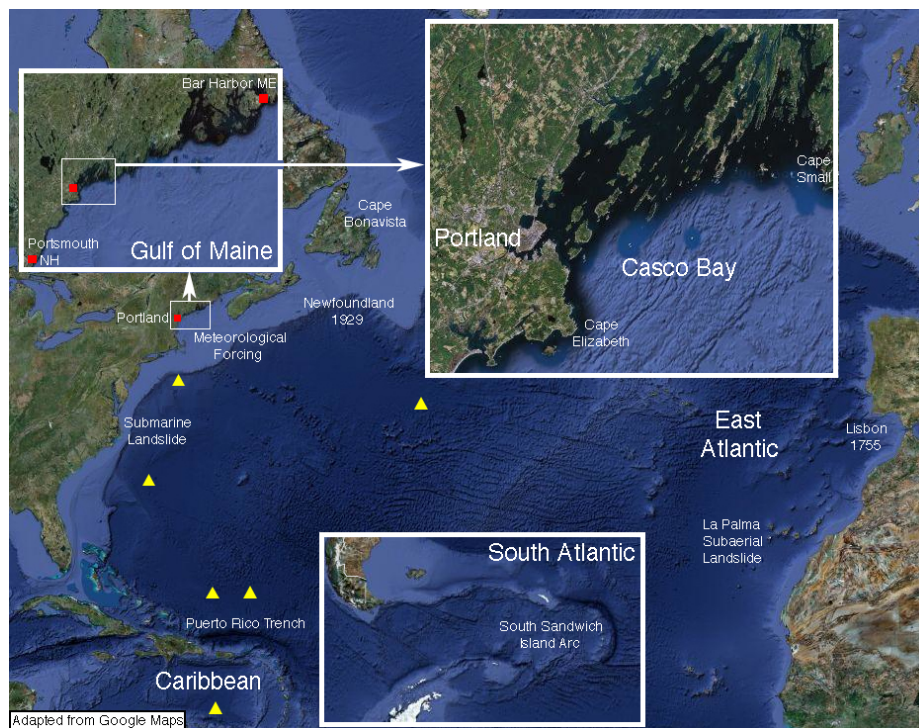 Bar Harbor ME
Portsmouth
NH
Gulf of Maine
Cape
Bonavista
Portland
Casco Bay
Cape
Small
Cape
Elizabeth
Portland
Meteorological
Forcing
Newfoundland
1929
Submarine
Landslide
East
Atlantic
Lisbon
1755
La Palma
Subaerial
Landslide
Puerto Rico Trench
Caribbean
South Atlantic
South Sandwich
Island Arc
Adapted from Google Maps